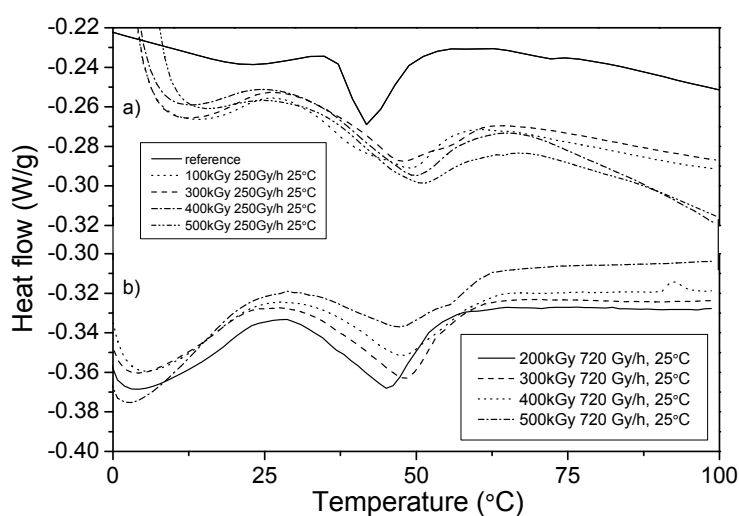 -0.22
-0.24
-0.26
-0.28
-0.30
-0.32
-0.30
-0.32
-0.34
-0.36
-0.38
-0.40
Heat flow (W/g)
a)
reference
100kGy 250Gy/h 25°C
300kGy 250Gy/h 25°C
400kGy 250Gy/h 25°C
500kGy 250Gy/h 25°C
b)
200kGy 720 Gy/h, 25°C
300kGy 720 Gy/h, 25°C
400kGy 720 Gy/h, 25°C
500kGy 720 Gy/h, 25°C
0 25 50 75 100
Temperature (°C)